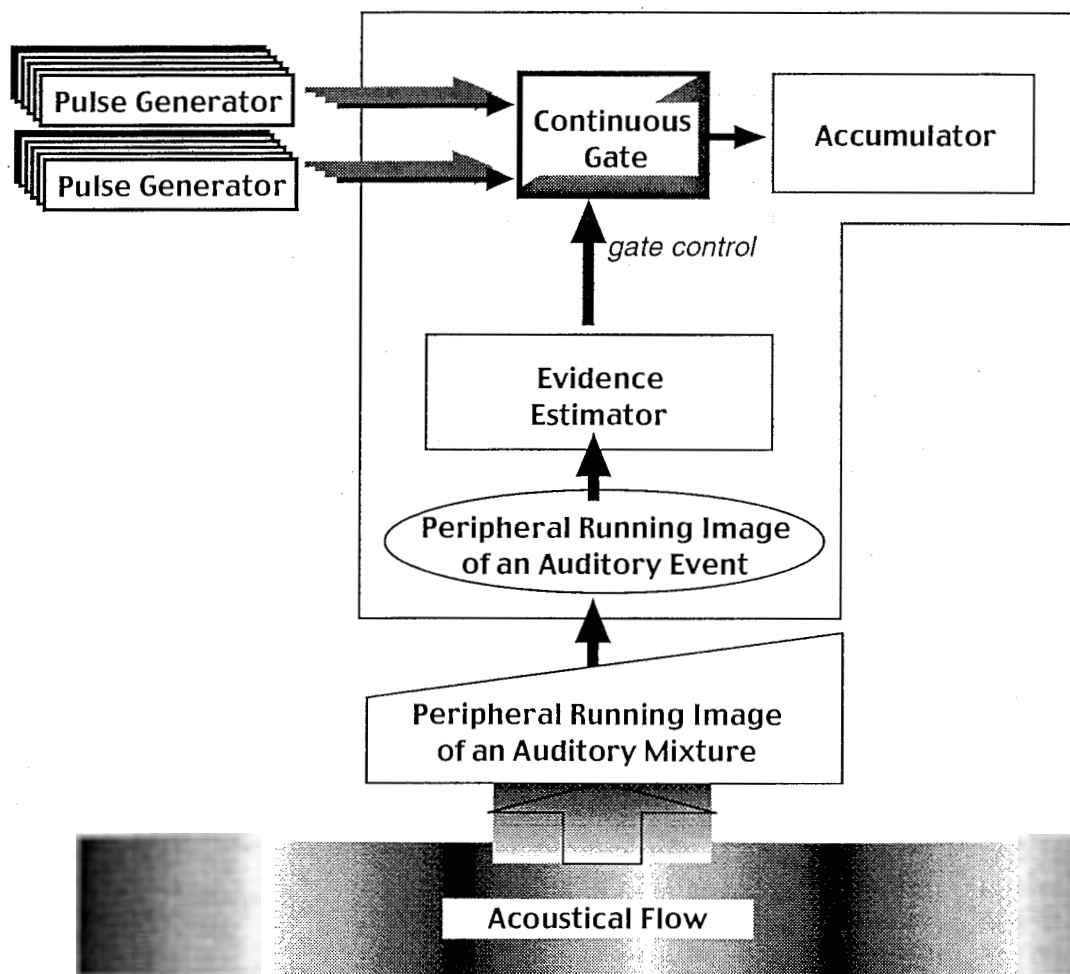 Pulse Generator
Pulse Generator
Continuous
Gate
Accumulator
gate control
Evidence
Estimator
Peripheral Running Image
of an Auditory Event
Peripheral Running Image
of an Auditory Mixture
Acoustical Flow